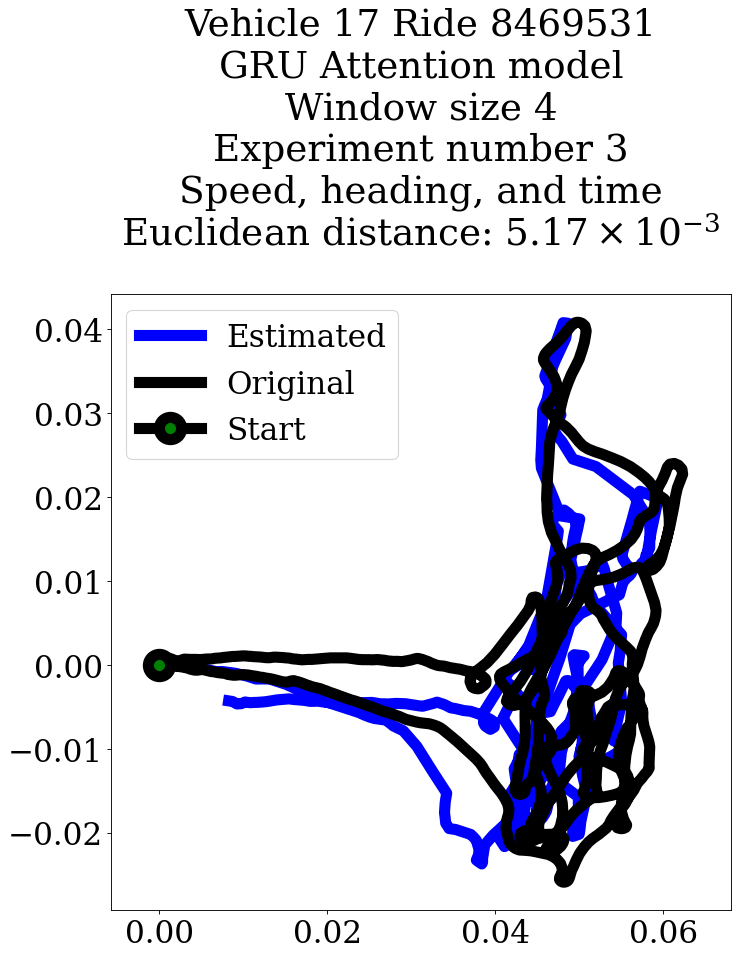 Vehicle 17 Ride 8469531
GRU Attention model
Window size 4
Experiment number 3
Speed, heading, and time
Euclidean distance: 5.17 × 10⁻³
Estimated
Original
Start
0.04
0.03
0.02
0.01
0.00
−0.01
−0.02
0.00 0.02 0.04 0.06